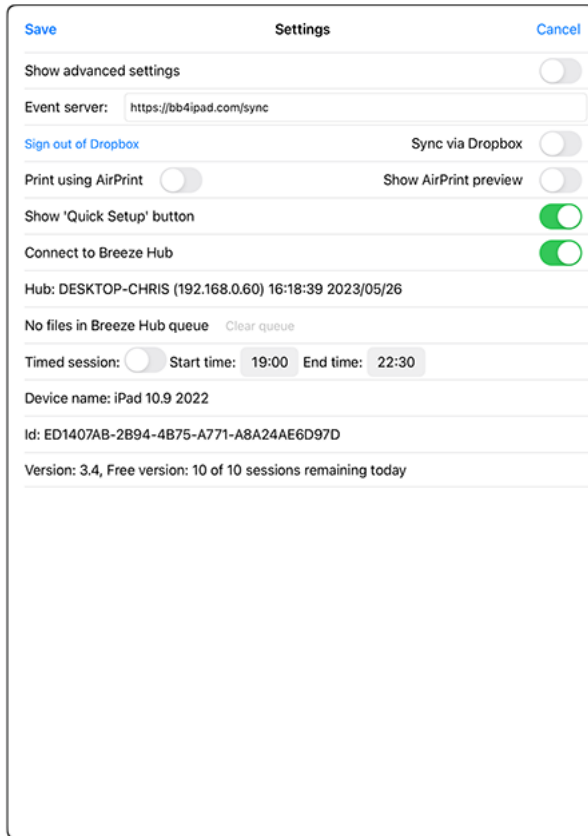 Save Settings Cancel
Show advanced settings
Event server: https://bb4ipad.com/sync
Sign out of Dropbox Sync via Dropbox
Print using AirPrint Show AirPrint preview
Show 'Quick Setup' button
Connect to Breeze Hub
Hub: DESKTOP-CHRIS (192.168.0.60) 16:18:39 2023/05/26
No files in Breeze Hub queue Clear queue
Timed session: Start time: 19:00 End time: 22:30
Device name: iPad 10.9 2022
Id: ED1407AB-2B94-4B75-A771-A8A24AE6D97D
Version: 3.4, Free version: 10 of 10 sessions remaining today